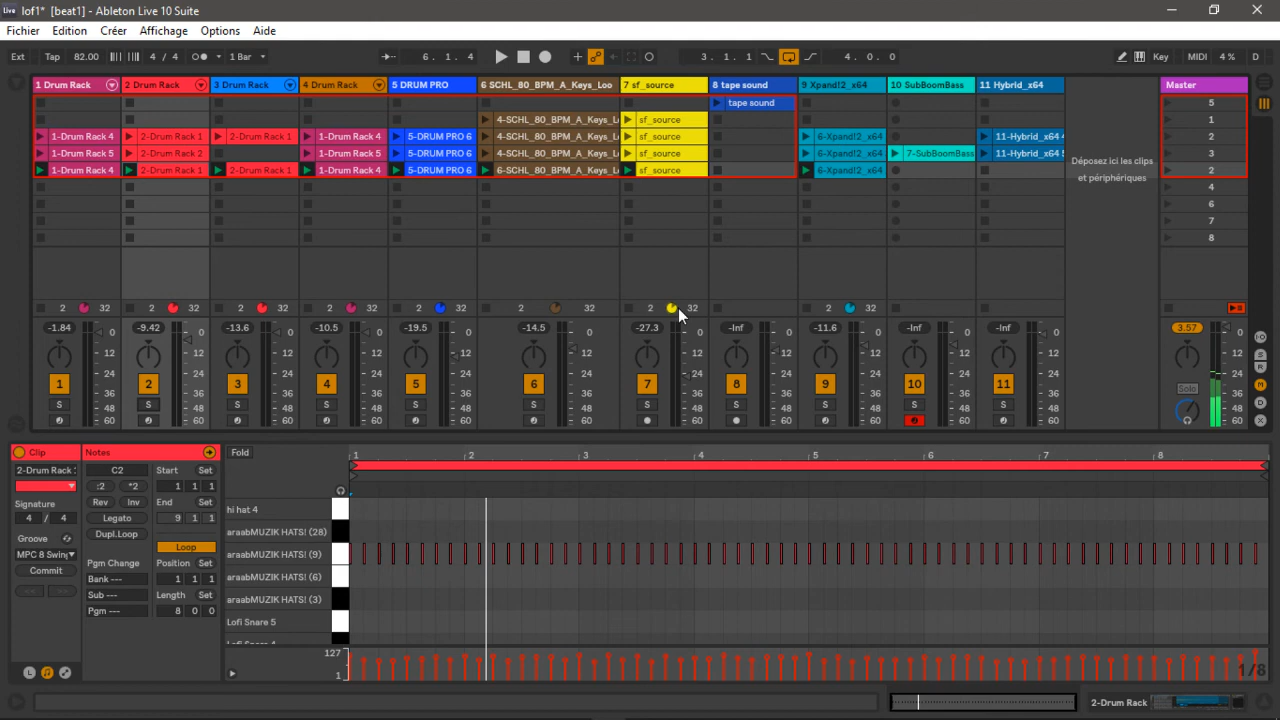 Live lof1* [beat1] - Ableton Live 10 Suite
Fichier Edition Créer Affichage Options Aide
Ext Tap 82.00 4 / 4 1 Bar 6. 1. 4 3. 1. 1 4. 0. 0 Key MIDI 4 % D
1 Drum Rack 2 Drum Rack 3 Drum Rack 4 Drum Rack 5 DRUM PRO 6 SCHL_80_BPM_A_Keys_Loo 7 sf_source 8 tape sound 9 Xpand!2_x64 10 SubBoomBass 11 Hybrid_x64 Master
tape sound 5
4-SCHL_80_BPM_A_Keys_L sf_source 1
1-Drum Rack 4 2-Drum Rack 1 2-Drum Rack 1 1-Drum Rack 4 5-DRUM PRO 6 4-SCHL_80_BPM_A_Keys_L sf_source 6-Xpand!2_x64 11-Hybrid_x64 4 2
1-Drum Rack 5 2-Drum Rack 2 1-Drum Rack 5 5-DRUM PRO 6 4-SCHL_80_BPM_A_Keys_L sf_source 6-Xpand!2_x64 7-SubBoomBass 11-Hybrid_x64 5 3
1-Drum Rack 4 2-Drum Rack 1 2-Drum Rack 1 1-Drum Rack 4 5-DRUM PRO 6 6-SCHL_80_BPM_A_Keys_L sf_source 6-Xpand!2_x64 2
Déposez ici les clips
et périphériques
4
6
7
8
2 32 2 32 2 32 2 32 2 32 2 32 2 32 2 32
-1.84 0 -9.42 0 -13.6 0 -10.5 0 -19.5 0 -14.5 0 -27.3 0 -Inf 0 -11.6 0 -Inf 0 -Inf 0 3.57 0
12 12 12 12 12 12 12 12 12 12 12 12
24 24 24 24 24 24 24 24 24 24 24 24
1 2 3 4 5 6 7 8 9 10 11 Solo
36 36 36 36 36 36 36 36 36 36 36 36
S 48 S 48 S 48 S 48 S 48 S 48 S 48 S 48 S 48 S 48 S 48 48
60 60 60 60 60 60 60 60 60 60 60 60
Clip Notes Fold 1 2 3 4 5 6 7 8
2-Drum Rack C2 Start Set
:2 *2 1 1 1
Signature Rev Inv End Set
4 / 4 Legato 9 1 1
Groove Dupl.Loop Loop
MPC 8 Swing Pgm Change Position Set
Commit Bank --- 1 1 1
<< >> Sub --- Length Set
Pgm --- 8 0 0
hi hat 4
araabMUZIK HATS! (28)
araabMUZIK HATS! (9)
araabMUZIK HATS! (6)
araabMUZIK HATS! (3)
Lofi Snare 5
Lofi Snare 4
127
1
1/8
2-Drum Rack